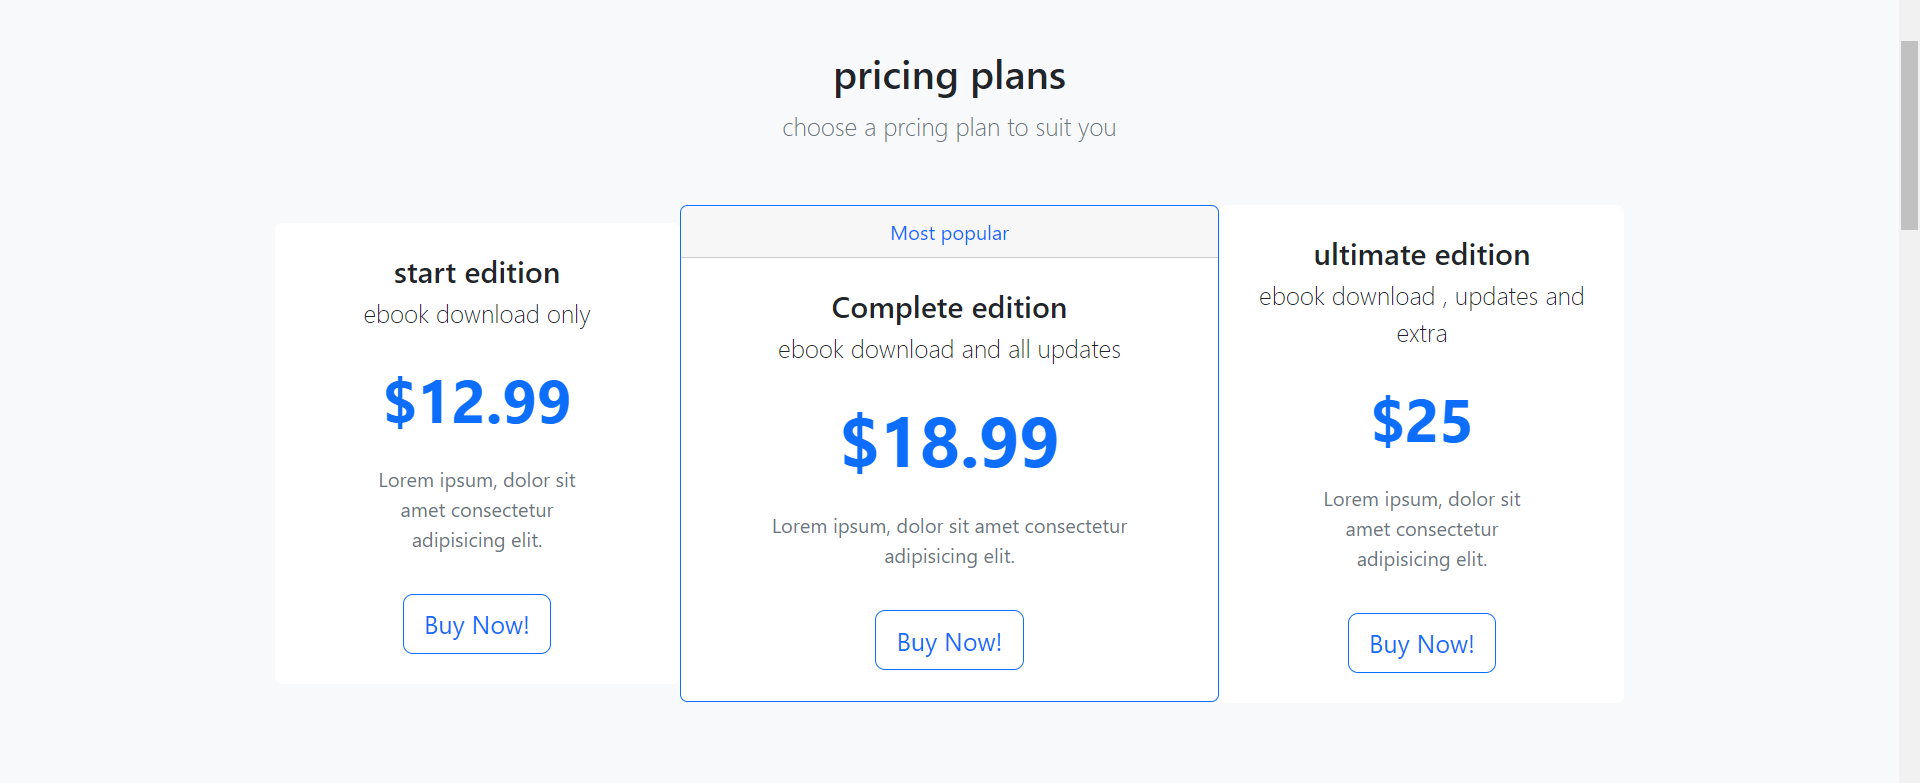 pricing plans
choose a prcing plan to suit you
start edition
ebook download only
$12.99
Lorem ipsum, dolor sit
amet consectetur
adipisicing elit.
Buy Now!
Most popular
Complete edition
ebook download and all updates
$18.99
Lorem ipsum, dolor sit amet consectetur
adipisicing elit.
Buy Now!
ultimate edition
ebook download , updates and
extra
$25
Lorem ipsum, dolor sit
amet consectetur
adipisicing elit.
Buy Now!